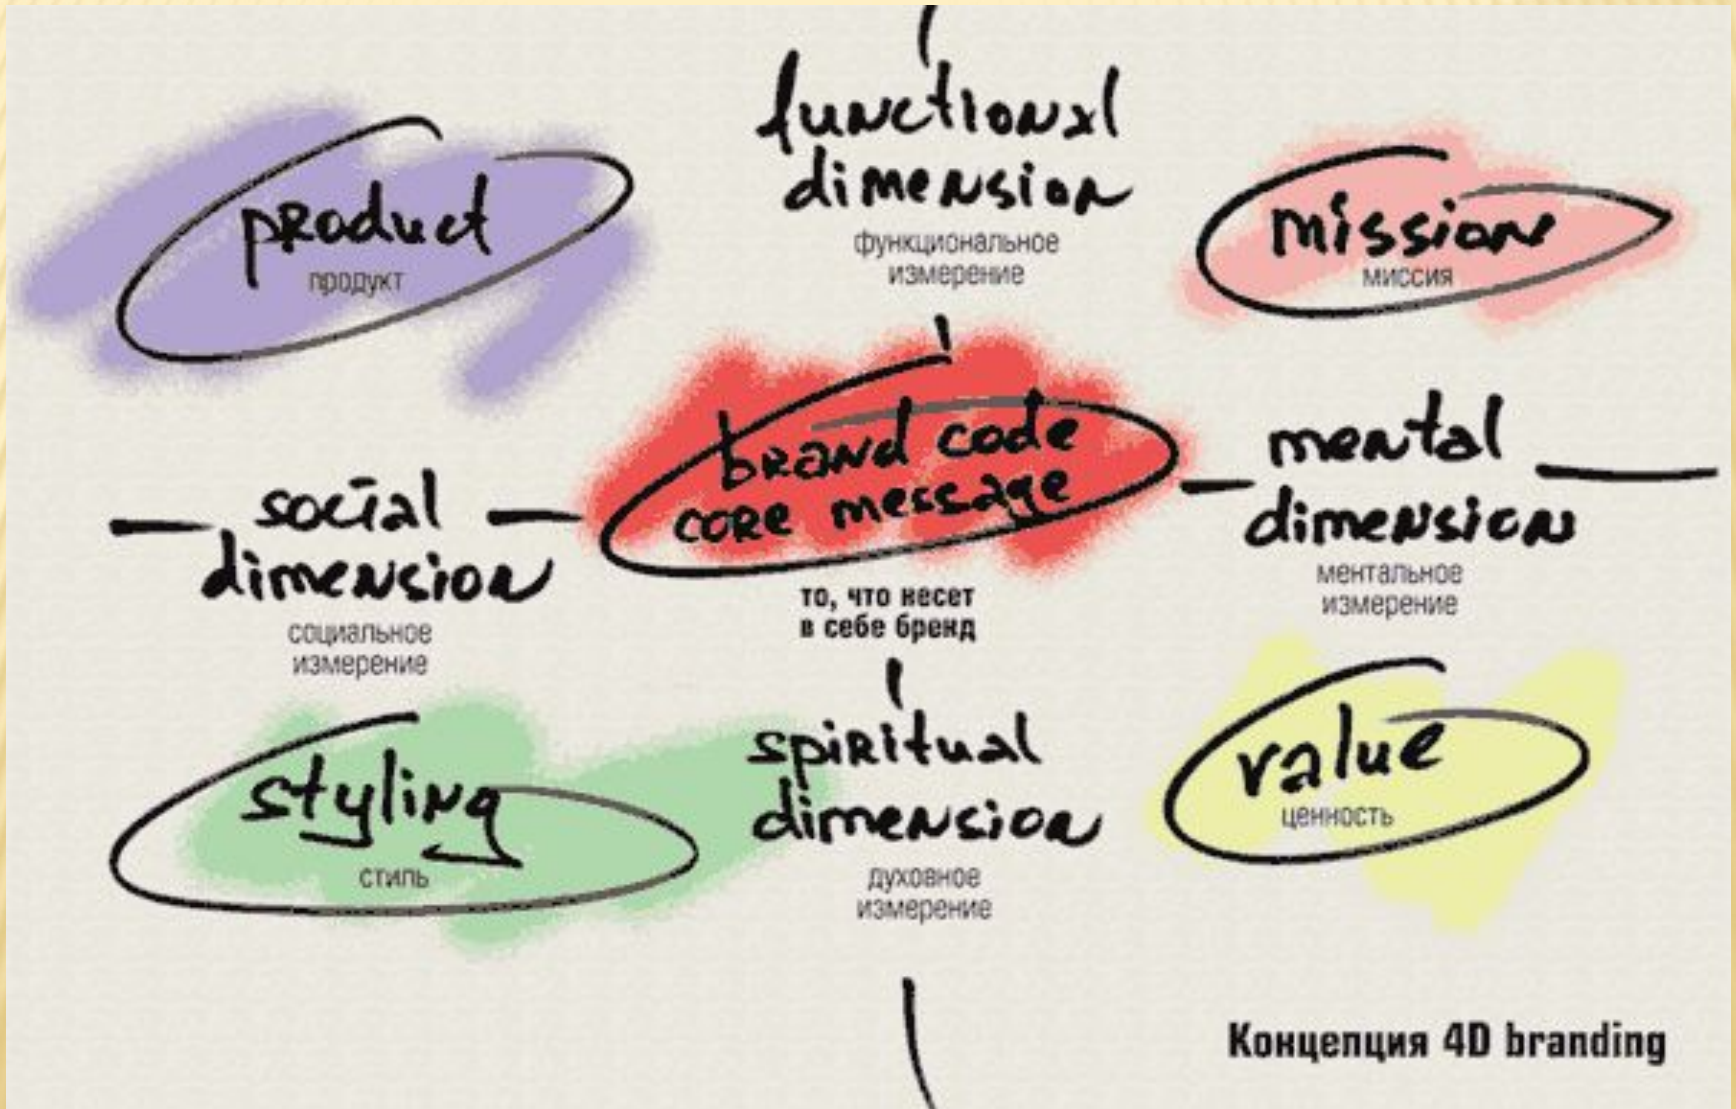 functional
dimension
функциональное
измерение
product
продукт
mission
миссия
brand code
core message
то, что несет
в себе бренд
social
dimension
социальное
измерение
mental
dimension
ментальное
измерение
styling
стиль
spiritual
dimension
духовное
измерение
value
ценность
Концепция 4D branding